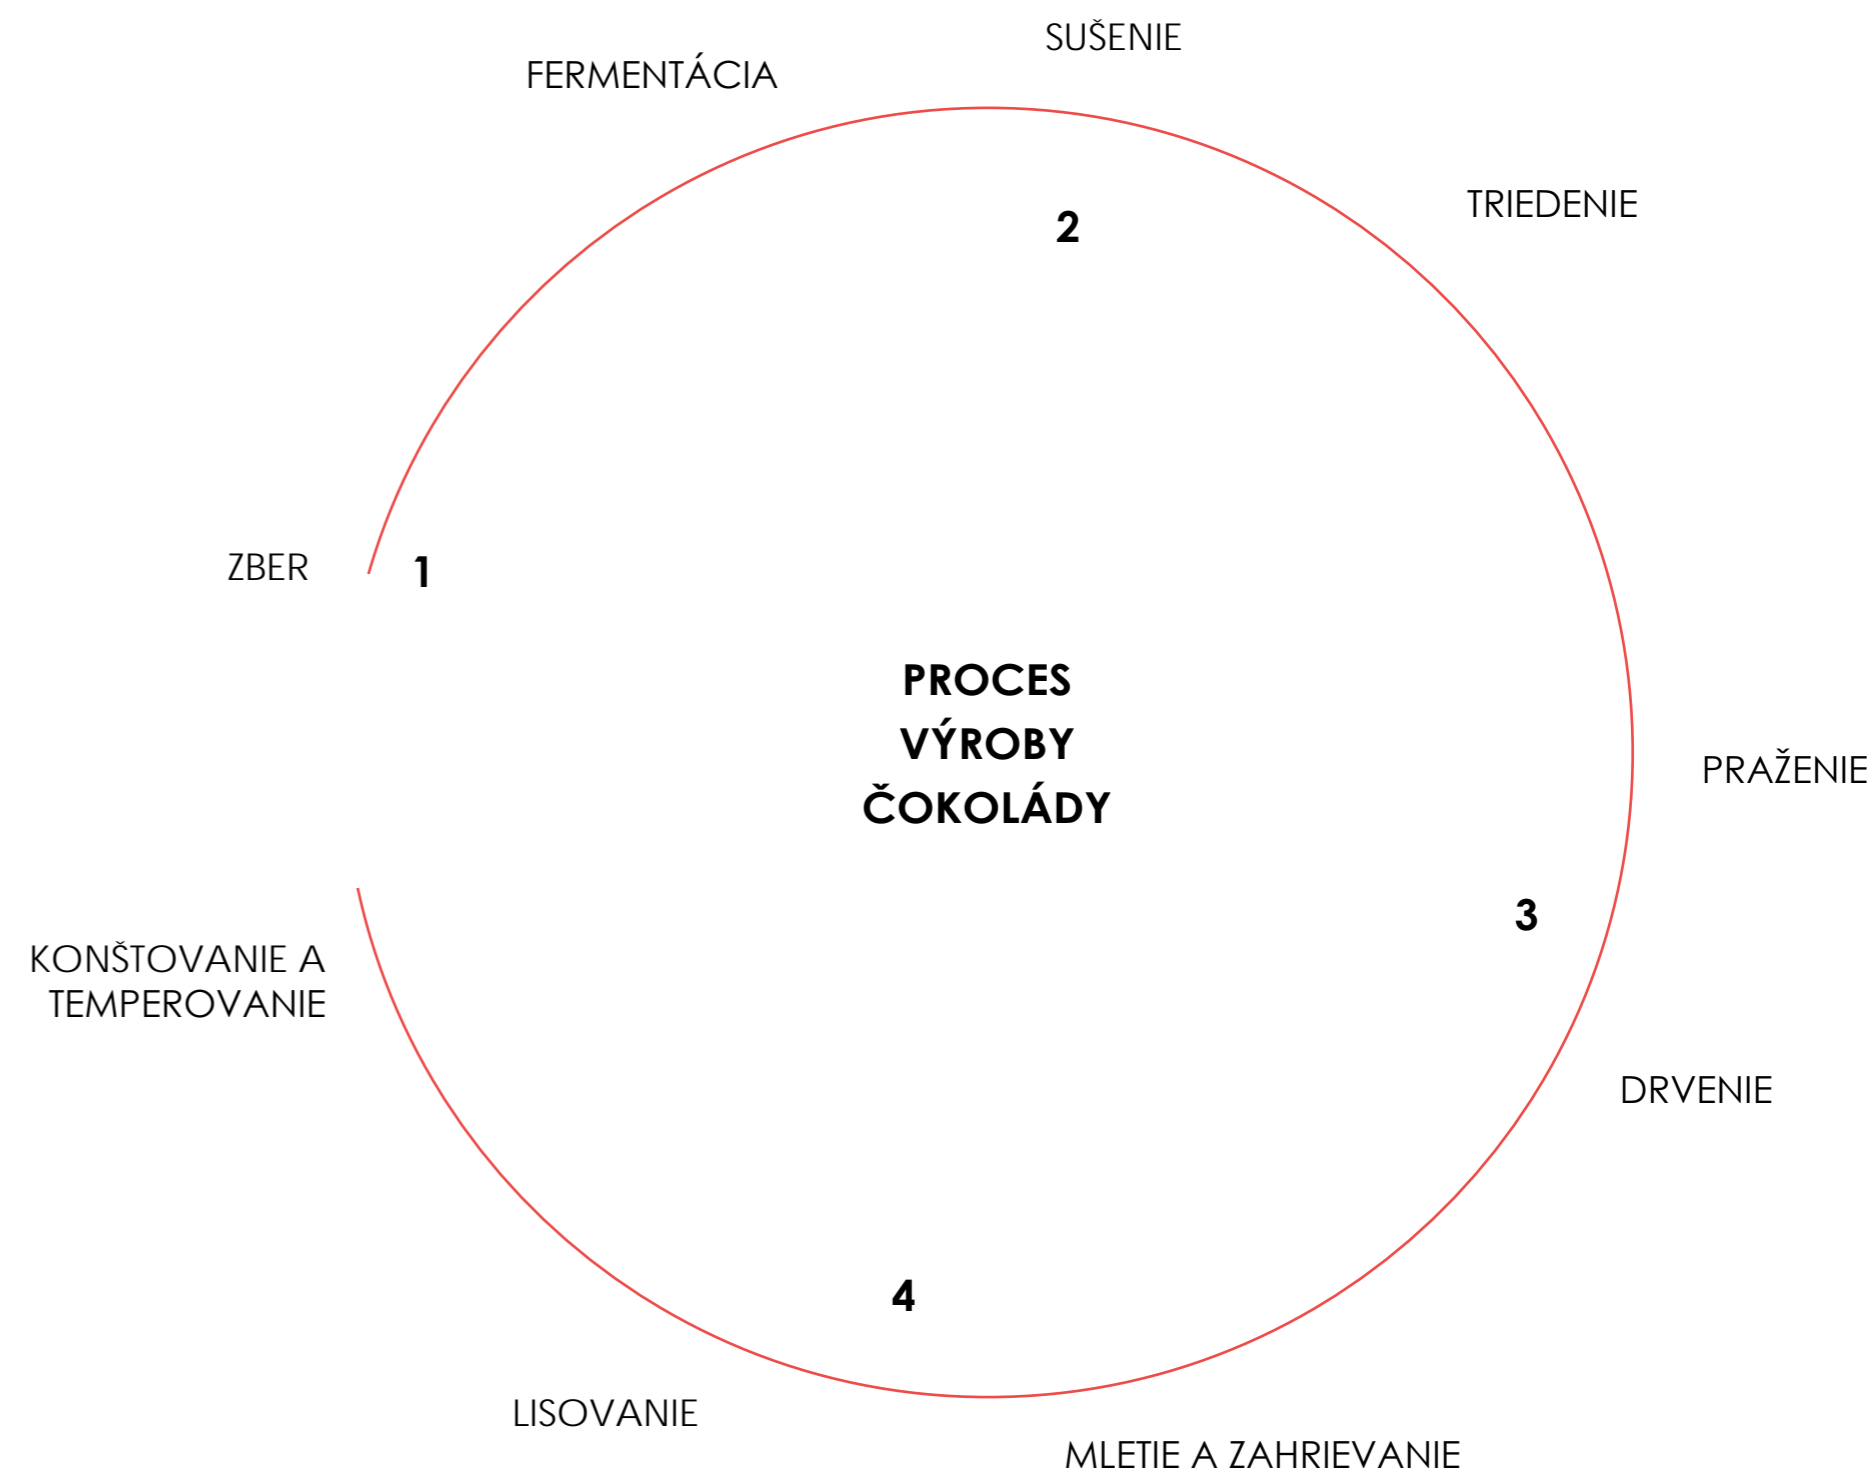 SUŠENIE
FERMENTÁCIA
TRIEDENIE
2
ZBER
1
PROCES
VÝROBY
ČOKOLÁDY
PRAŽENIE
3
KONŠTOVANIE A
TEMPEROVANIE
DRVENIE
4
LISOVANIE
MLETIE A ZAHRIEVANIE